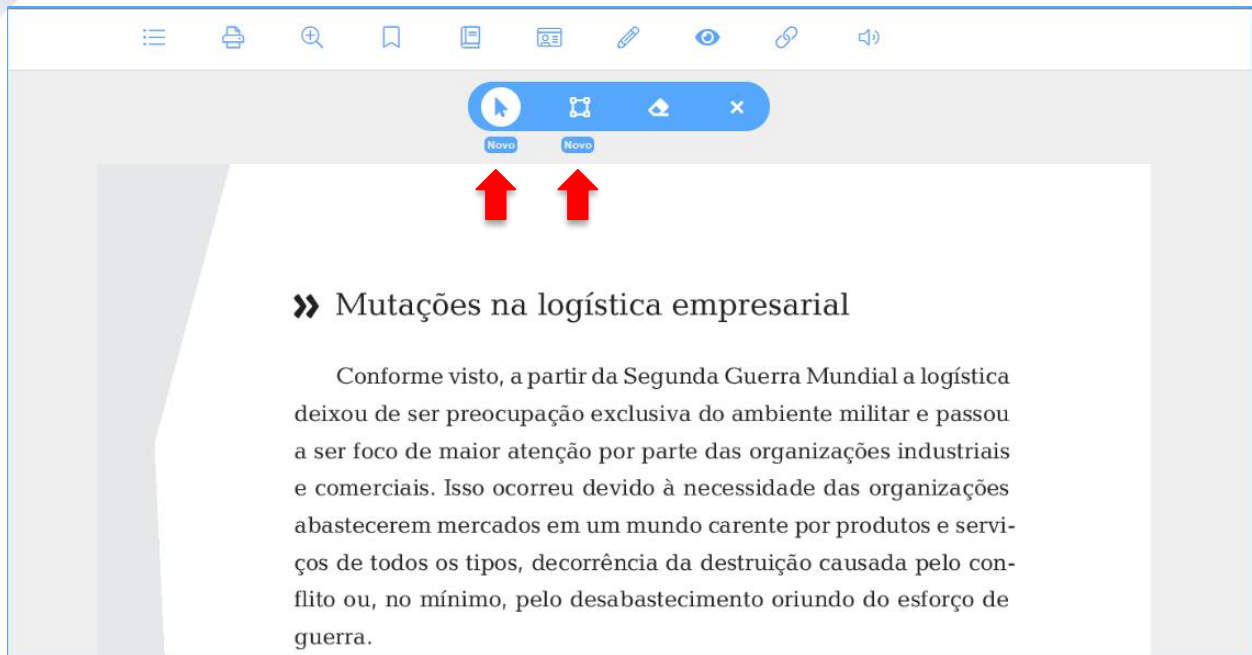 Novo Novo
» Mutações na logística empresarial
Conforme visto, a partir da Segunda Guerra Mundial a logística
deixou de ser preocupação exclusiva do ambiente militar e passou
a ser foco de maior atenção por parte das organizações industriais
e comerciais. Isso ocorreu devido à necessidade das organizações
abastecerem mercados em um mundo carente por produtos e servi-
ços de todos os tipos, decorrência da destruição causada pelo con-
flito ou, no mínimo, pelo desabastecimento oriundo do esforço de
guerra.